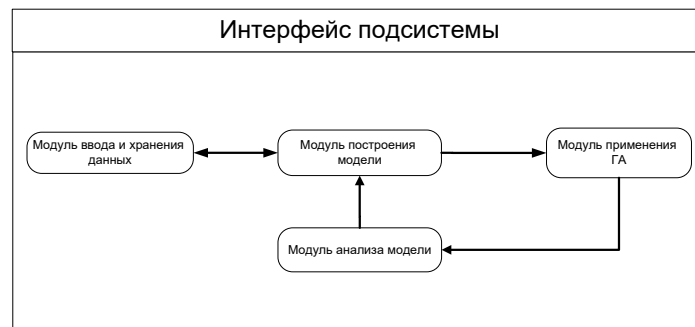 Интерфейс подсистемы
Модуль ввода и хранения
данных
Модуль построения
модели
Модуль применения
ГА
Модуль анализа модели